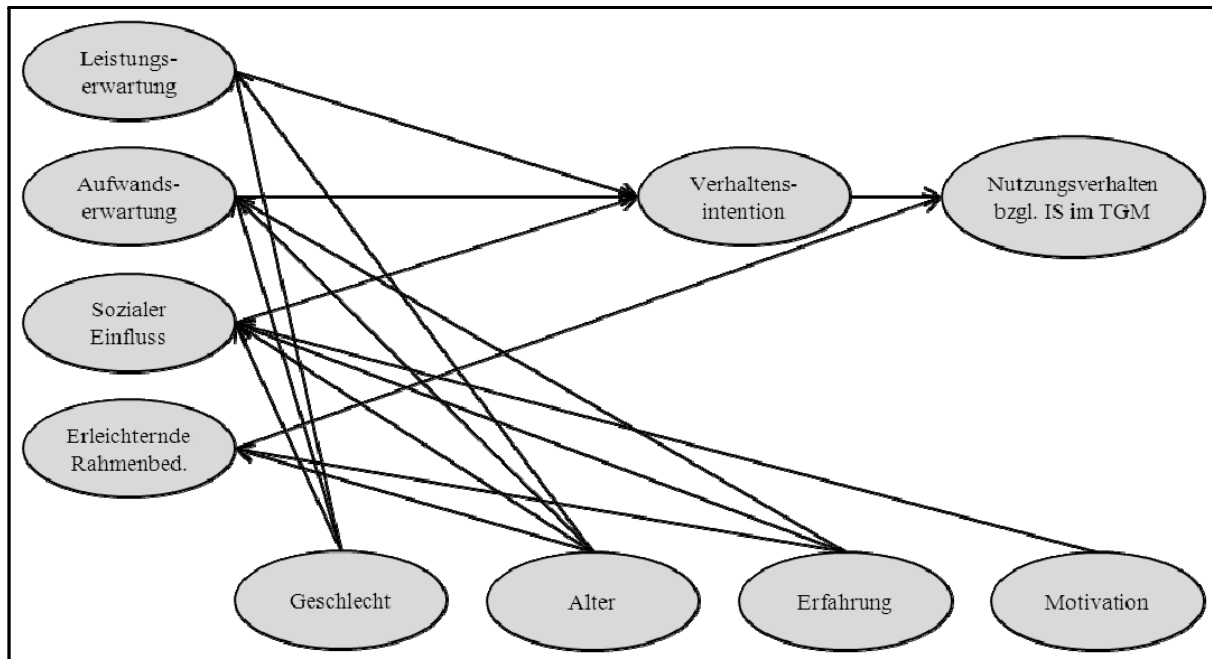 Leistungs-
erwartung
Aufwands-
erwartung
Verhaltens-
intention
Nutzungsverhalten
bzgl. IS im TGM
Sozialer
Einfluss
Erleichternde
Rahmenbed.
Geschlecht
Alter
Erfahrung
Motivation